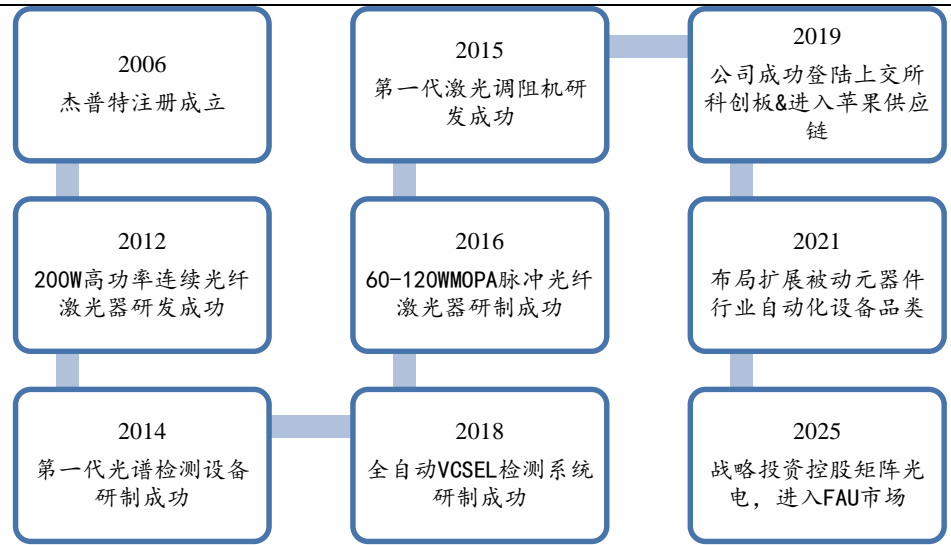 2006
杰普特注册成立
2012
200W高功率连续光纤
激光器研发成功
2014
第一代光谱检测设备
研制成功
2015
第一代激光调阻机研
发成功
2016
60-120WMOPA脉冲光纤
激光器研制成功
2018
全自动VCSEL检测系统
研制成功
2019
公司成功登陆上交所
科创板&进入苹果供应
链
2021
布局扩展被动元器件
行业自动化设备品类
2025
战略投资控股矩阵光
电，进入FAU市场